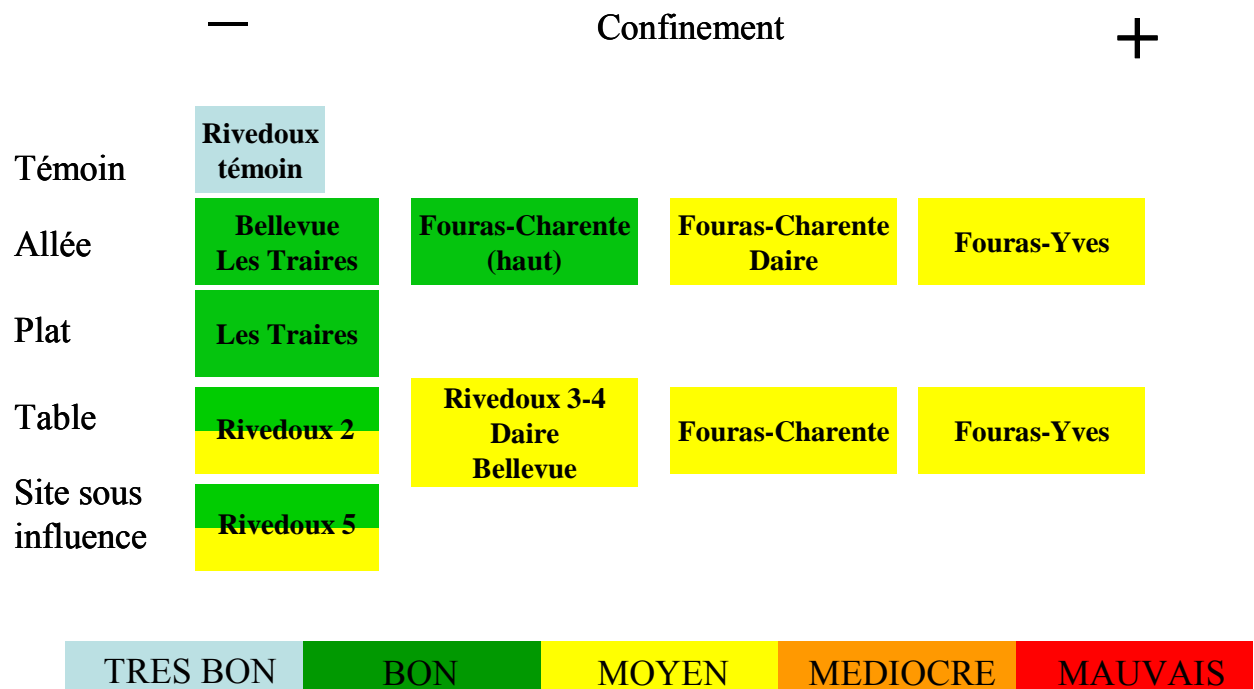 − Confinement +
Témoin
Rivedoux
témoin
Allée
Bellevue
Les Traires
Fouras-Charente
(haut)
Fouras-Charente
Daire
Fouras-Yves
Plat
Les Traires
Table
Rivedoux 2
Rivedoux 3-4
Daire
Bellevue
Fouras-Charente
Fouras-Yves
Site sous
influence
Rivedoux 5
TRES BON BON MOYEN MEDIOCRE MAUVAIS